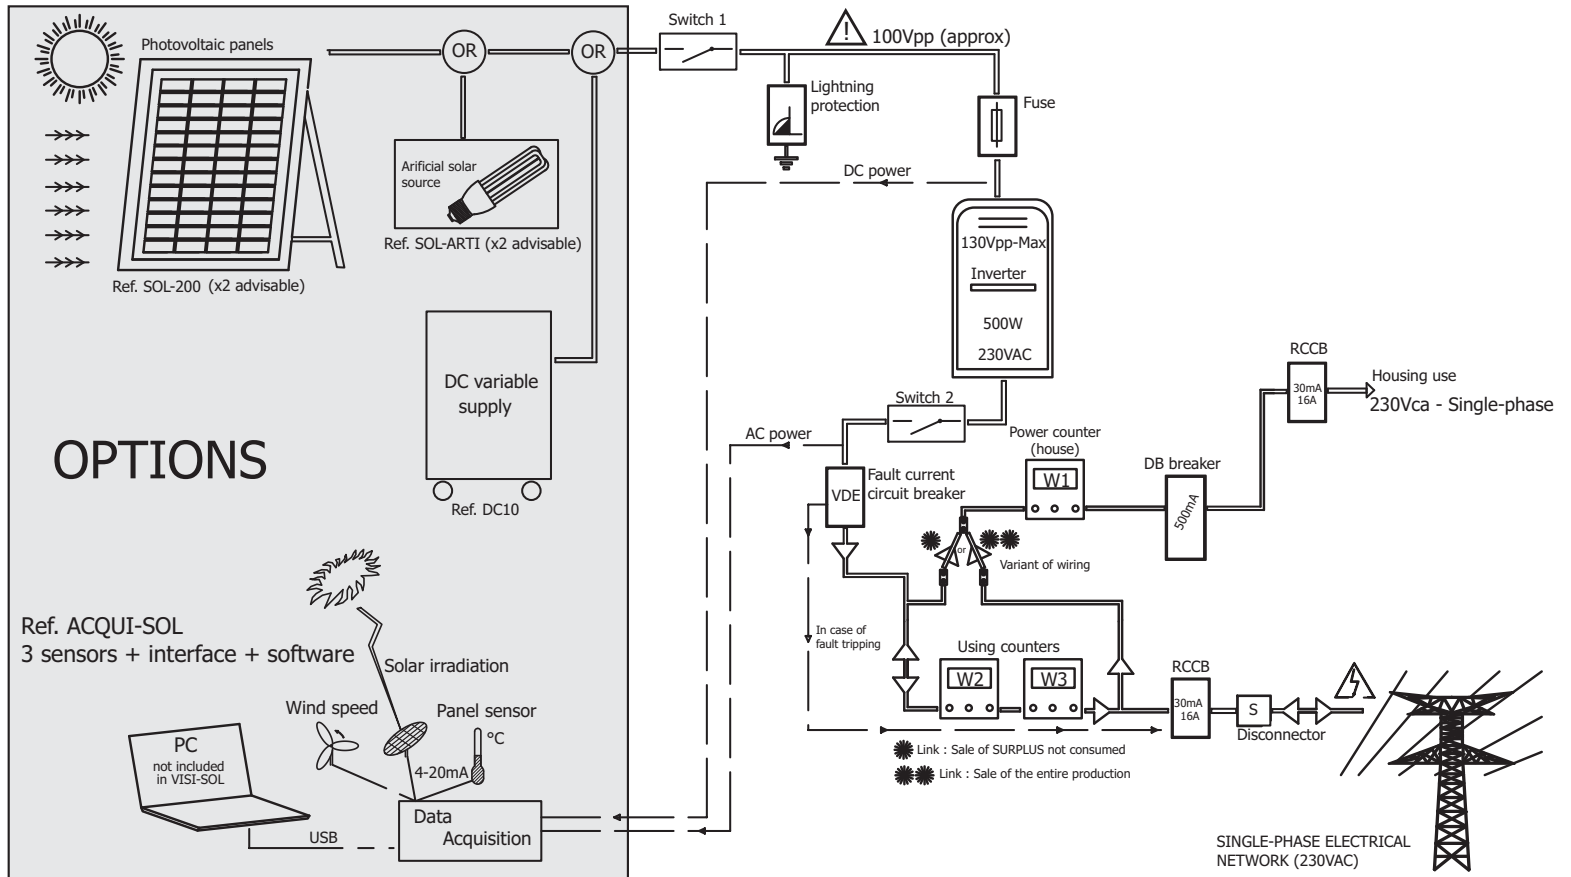 Photovoltaic panels
OR
OR
Switch 1
100Vpp (approx)
Lightning
protection
Fuse
Arificial solar
source
Ref. SOL-ARTI (x2 advisable)
Ref. SOL-200 (x2 advisable)
DC power
130Vpp-Max
Inverter
500W
230VAC
DC variable
supply
Ref. DC10
OPTIONS
Switch 2
AC power
VDE
Fault current
circuit breaker
Power counter
(house)
W1
DB breaker
500mA
RCCB
30mA
16A
Housing use
230Vca - Single-phase
or
Variant of wiring
In case of
fault tripping
Using counters
W2
W3
RCCB
30mA
16A
S
Disconnector
Link : Sale of SURPLUS not consumed
Link : Sale of the entire production
SINGLE-PHASE ELECTRICAL
NETWORK (230VAC)
Ref. ACQUI-SOL
3 sensors + interface + software
Solar irradiation
Wind speed
Panel sensor
°C
4-20mA
PC
not included
in VISI-SOL
USB
Data
Acquisition